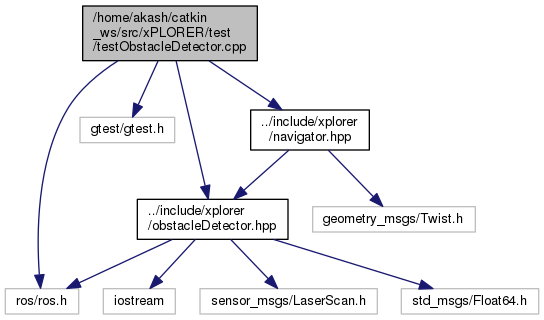 /home/akash/catkin
_ws/src/xPLORER/test
/testObstacleDetector.cpp
gtest/gtest.h
../include/xplorer
/navigator.hpp
../include/xplorer
/obstacleDetector.hpp
geometry_msgs/Twist.h
ros/ros.h
iostream
sensor_msgs/LaserScan.h
std_msgs/Float64.h